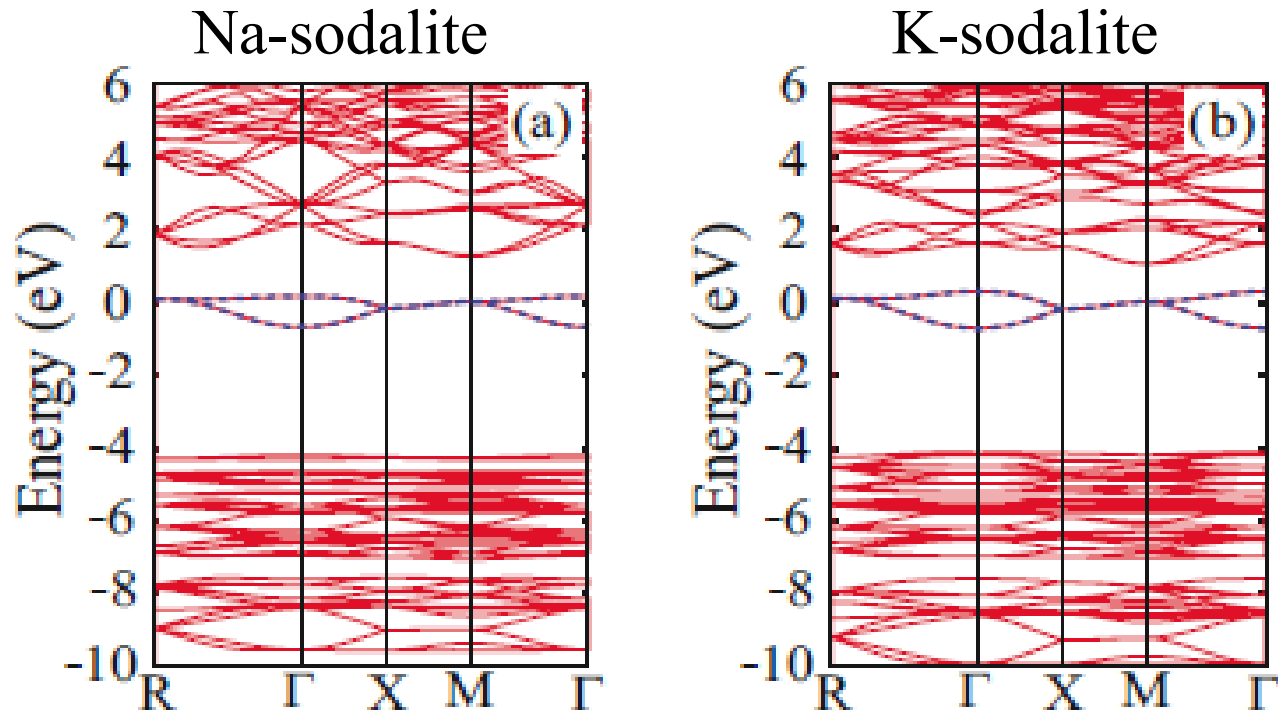 Na-sodalite
K-sodalite
(a)
Energy (eV)
6
4
2
0
-2
-4
-6
-8
-10
R Γ X M Γ
(b)
Energy (eV)
6
4
2
0
-2
-4
-6
-8
-10
R Γ X M Γ